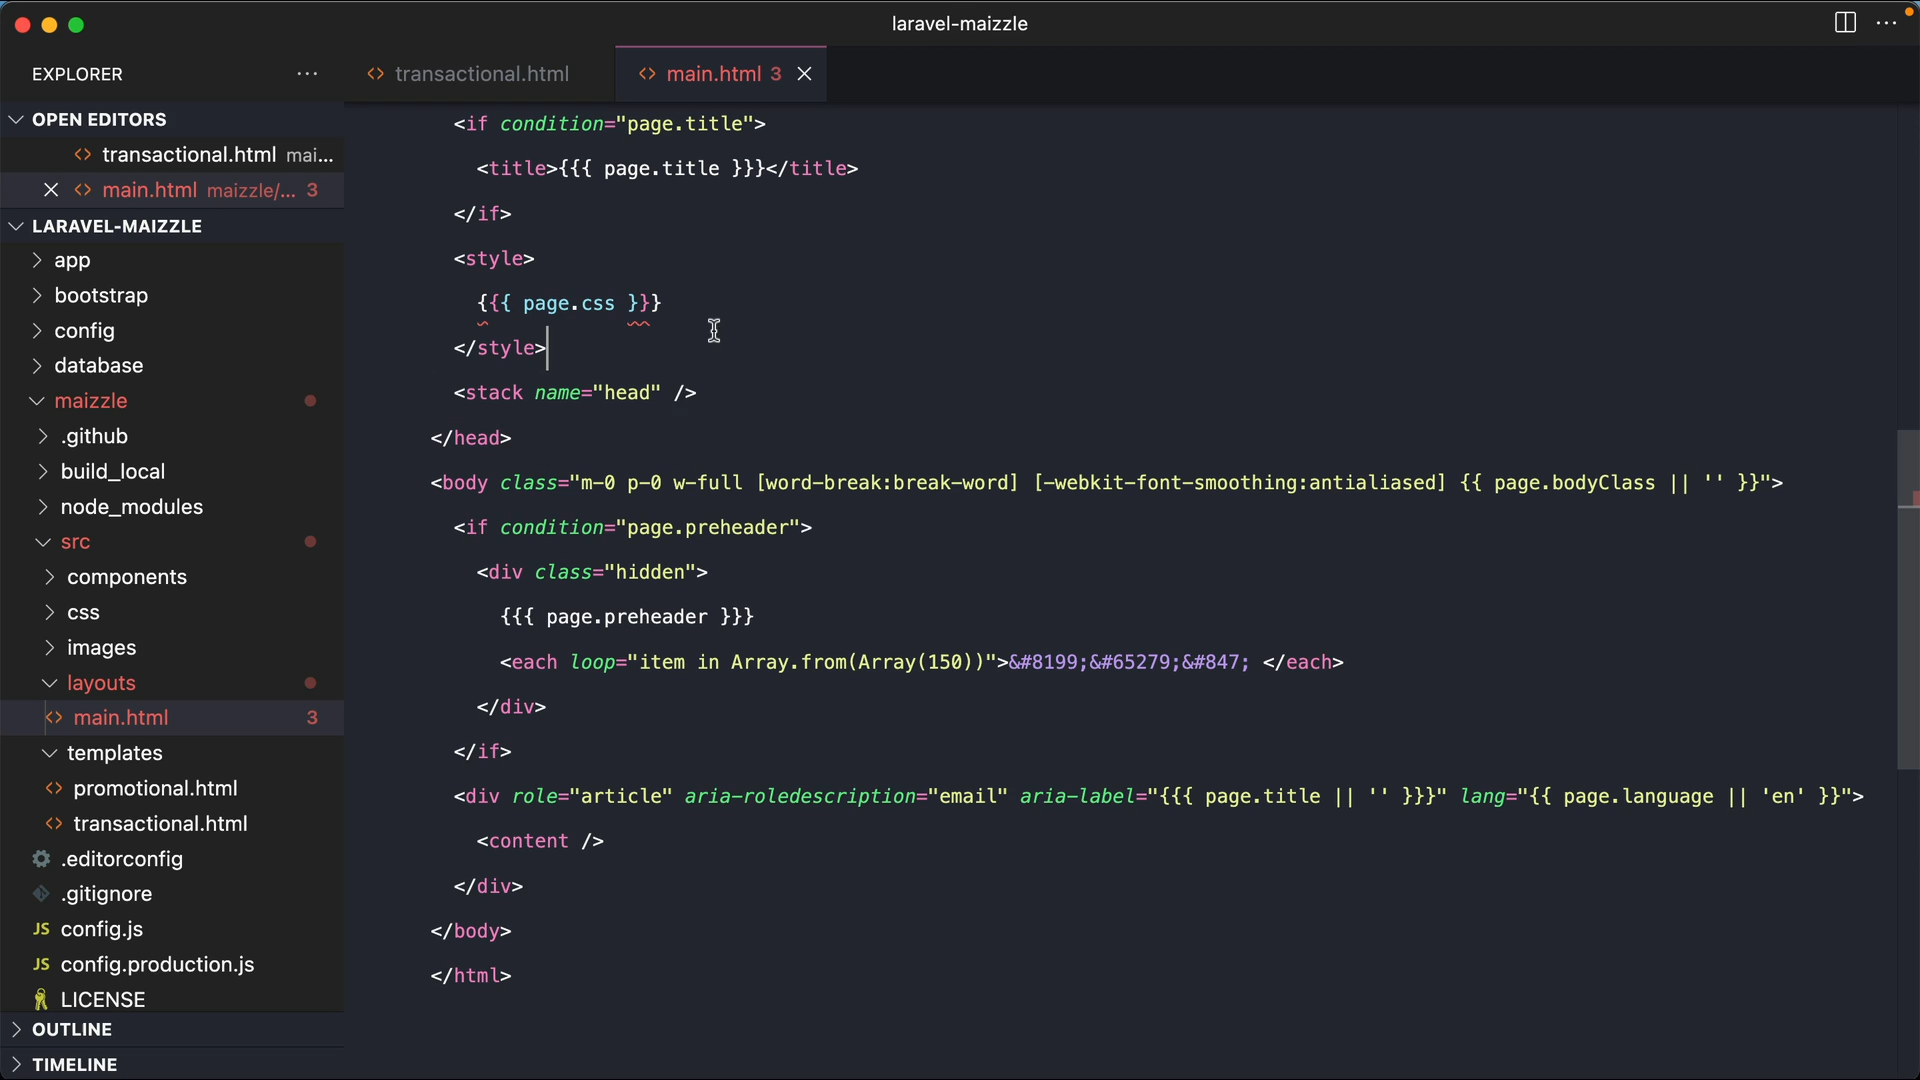 laravel-maizzle
EXPLORER
transactional.html
main.html 3
OPEN EDITORS
transactional.html mai...
main.html maizzle/... 3
LARAVEL-MAIZZLE
app
bootstrap
config
database
maizzle
.github
build_local
node_modules
src
components
css
images
layouts
main.html 3
templates
promotional.html
transactional.html
.editorconfig
.gitignore
JS config.js
JS config.production.js
LICENSE
OUTLINE
TIMELINE
<if condition="page.title">
<title>{{{ page.title }}}</title>
</if>
<style>
{{{ page.css }}}
</style>
<stack name="head" />
</head>
<body class="m-0 p-0 w-full [word-break:break-word] [-webkit-font-smoothing:antialiased] {{ page.bodyClass || '' }}">
<if condition="page.preheader">
<div class="hidden">
{{{ page.preheader }}}
<each loop="item in Array.from(Array(150))">&#8199;&#65279;&#847; </each>
</div>
</if>
<div role="article" aria-roledescription="email" aria-label="{{{ page.title || '' }}}" lang="{{ page.language || 'en' }}">
<content />
</div>
</body>
</html>